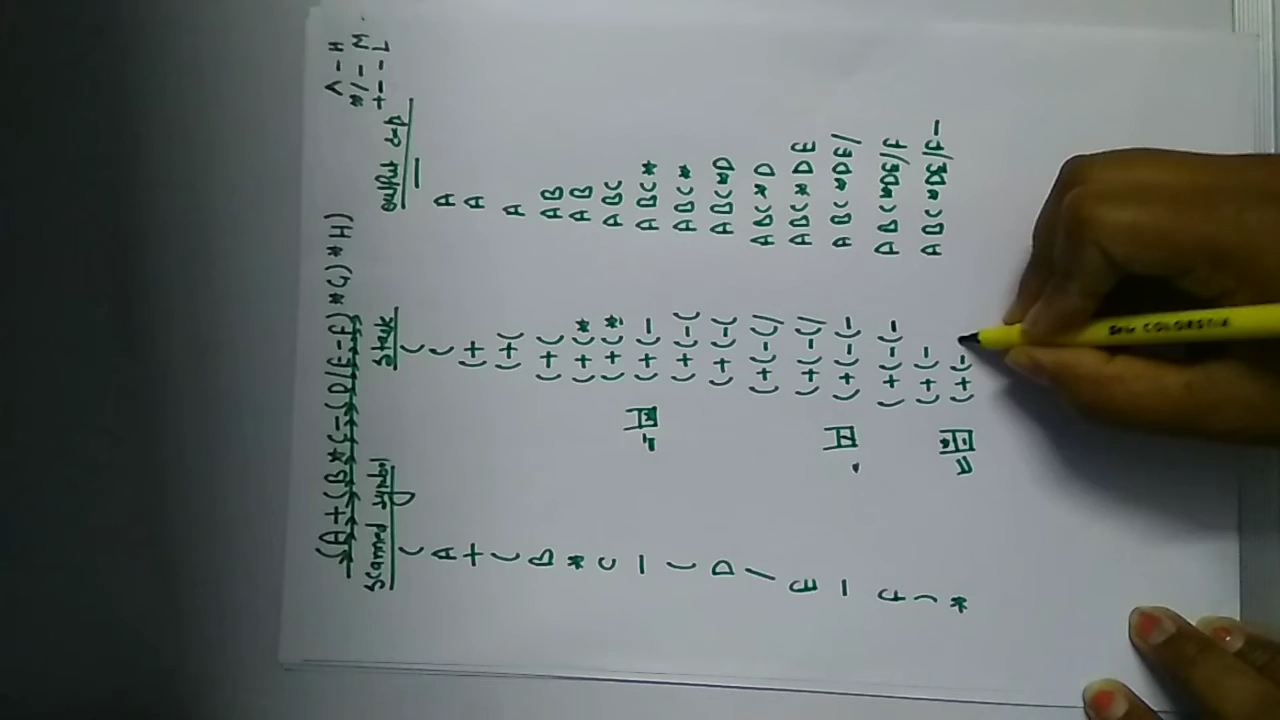 (A+(B*C-(D/E-F)*G)*H)
^ - H
*/ - M
+- - L
Scanned symbol Stack output P→
( (
A ( A
+ (+ A
( (+( A
B (+( AB
* (+(* AB
C (+(* ABC
- (+(- ABC*
( (+(-( ABC*
D (+(-( ABC*D
/ (+(-(/ ABC*D
E (+(-(/ ABC*DE
- (+(-(- ABC*DE/
F (+(-(- ABC*DE/F
) (+(- ABC*DE/F-
* (+(-
COLORSTIX